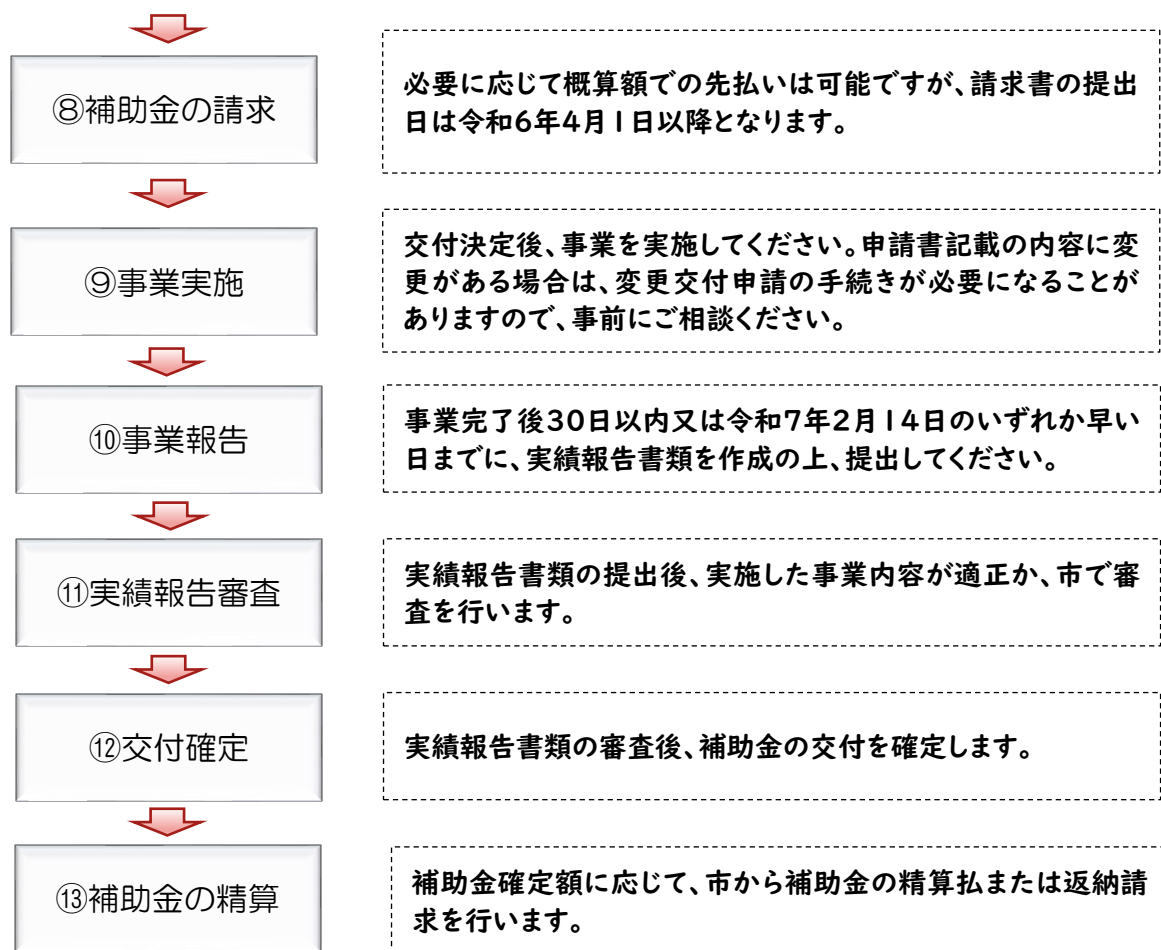 ⑧補助金の請求
必要に応じて概算額での先払いは可能ですが、請求書の提出
日は令和6年4月1日以降となります。
⑨事業実施
交付決定後、事業を実施してください。申請書記載の内容に変
更がある場合は、変更交付申請の手続きが必要になることが
ありますので、事前にご相談ください。
⑩事業報告
事業完了後30日以内又は令和7年2月14日のいずれか早い
日までに、実績報告書類を作成の上、提出してください。
⑪実績報告審査
実績報告書類の提出後、実施した事業内容が適正か、市で審
査を行います。
⑫交付確定
実績報告書類の審査後、補助金の交付を確定します。
⑬補助金の精算
補助金確定額に応じて、市から補助金の精算払または返納請
求を行います。